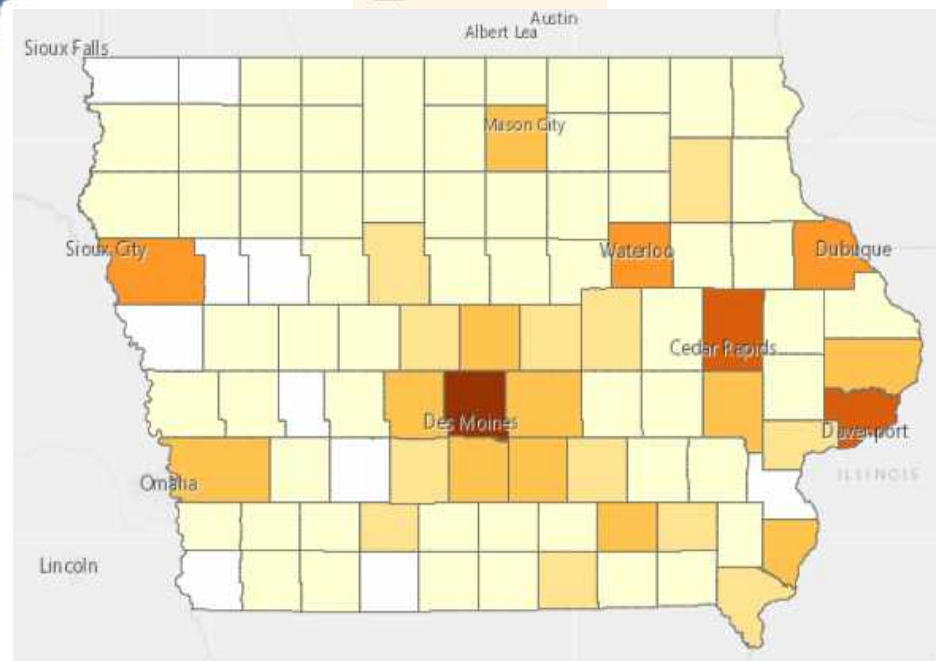 Austin
Albert Lea
Sioux Falls
Mason City
Sioux City
Waterloo
Dubuque
Cedar Rapids
Des Moines
Davenport
Omaha
ILLINOIS
Lincoln